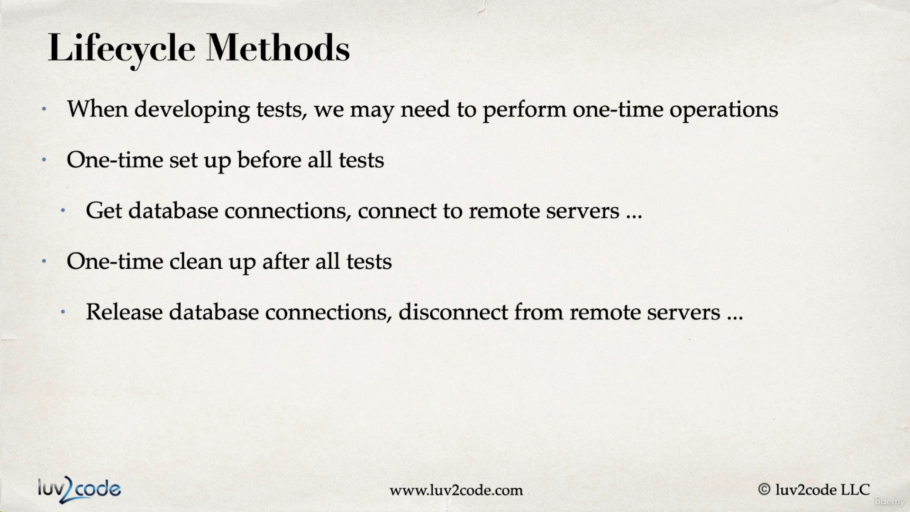 Lifecycle Methods
• When developing tests, we may need to perform one-time operations
• One-time set up before all tests
• Get database connections, connect to remote servers ...
• One-time clean up after all tests
• Release database connections, disconnect from remote servers ...
luv2code
www.luv2code.com
© luv2code LLC
ûdemy